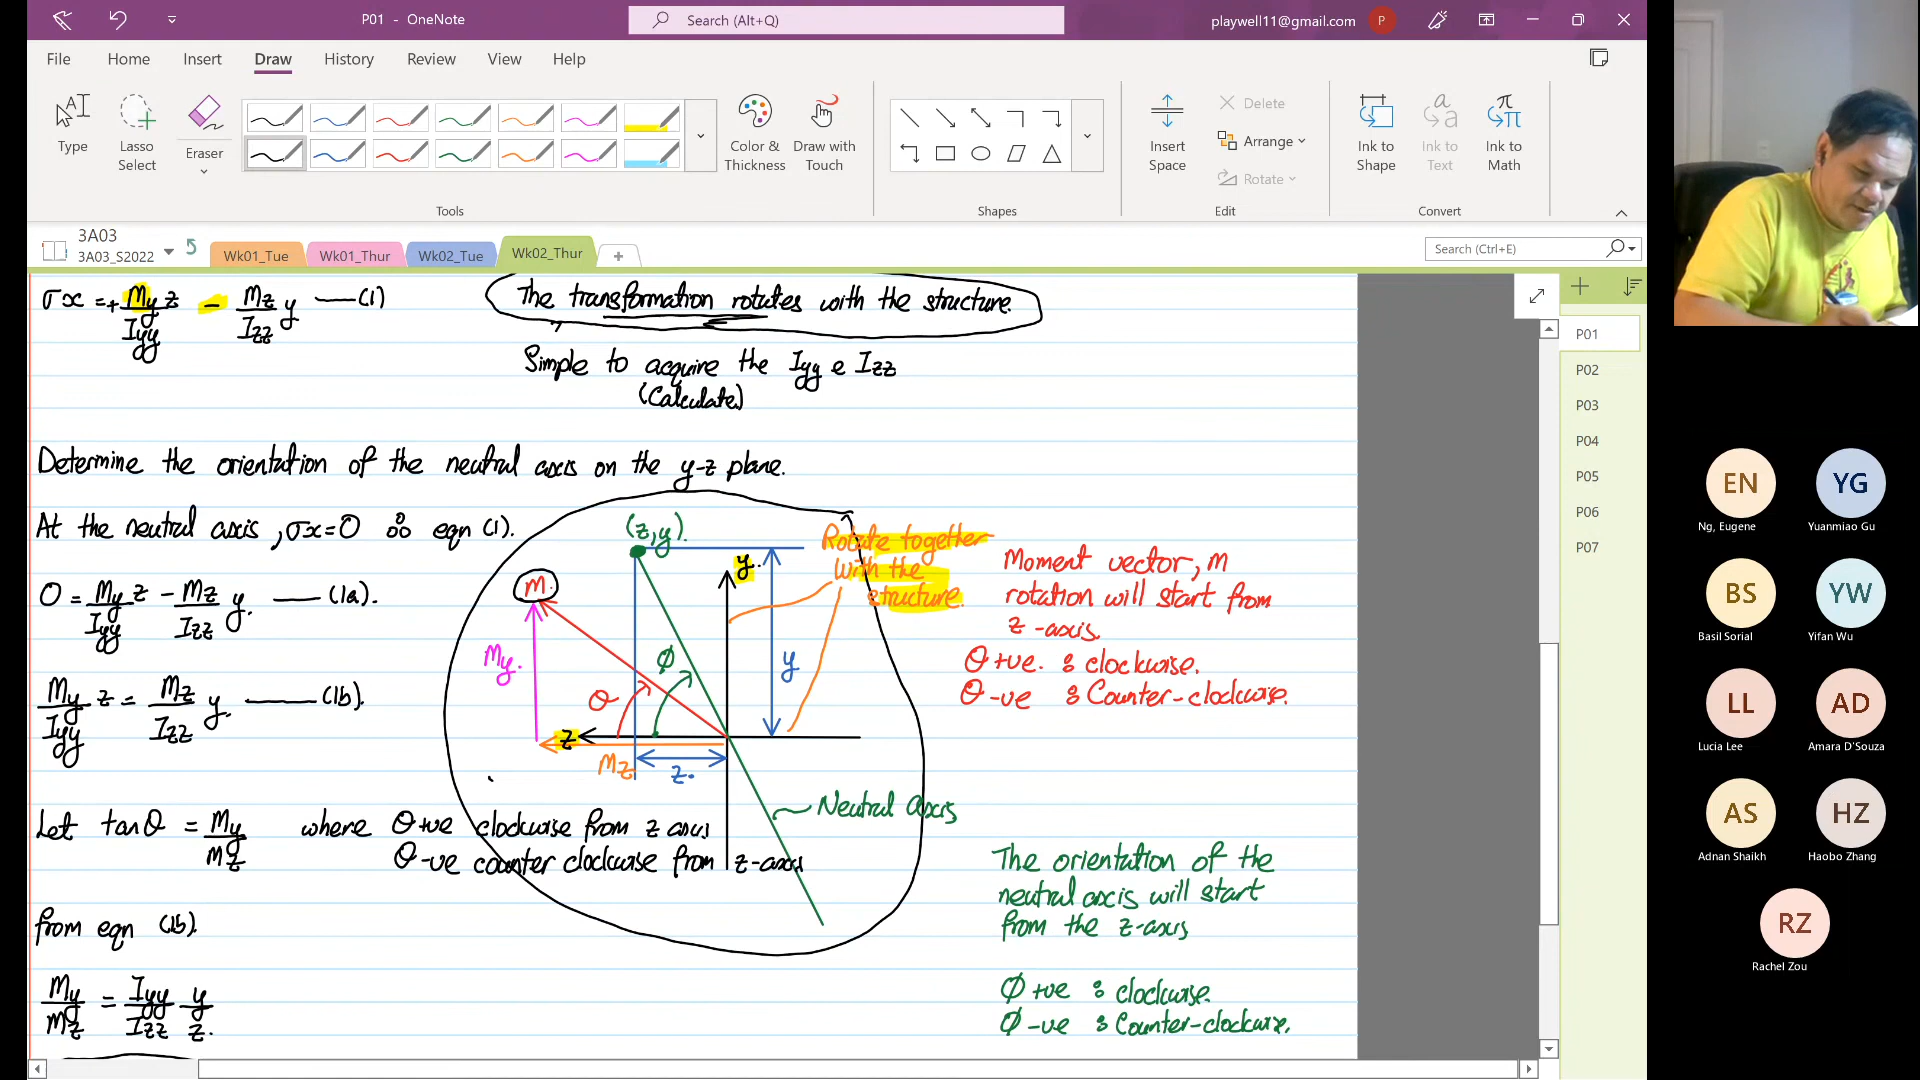 P01 - OneNote
Search (Alt+Q)
playwell11@gmail.com
P
File Home Insert Draw History Review View Help
Type
Lasso Select
Eraser
Color & Thickness
Draw with Touch
Insert Space
Delete
Arrange
Rotate
Ink to Shape
Ink to Text
Ink to Math
Tools
Shapes
Edit
Convert
3A03
3A03_S2022
Wk01_Tue
Wk01_Thur
Wk02_Tue
Wk02_Thur
Search (Ctrl+E)
P01
P02
P03
P04
P05
P06
P07
σx = + My/Iyy z − Mz/Izz y —— (1)
The transformation rotates with the structure.
Simple to acquire the Iyy e Izz
(Calculate)
Determine the orientation of the neutral axis on the y-z plane.
At the neutral axis, σx=0 ∴ eqn (1).
0 = My/Iyy z − Mz/Izz y. —— (1a).
My/Iyy z = Mz/Izz y. —— (1b).
Let tanθ = My/Mz where θ+ve clockwise from z axis
θ-ve counter clockwise from z-axis
from eqn (1b).
My/Mz = Iyy/Izz y/z.
(z,y)
M.
My.
θ
φ
y.
y
z
Mz
z.
Rotate together
with the
structure.
Neutral axis
Moment vector, M
rotation will start from
z-axis.
θ +ve. : clockwise.
θ -ve : Counter-clockwise.
The orientation of the
neutral axis will start
from the z-axis
φ +ve : clockwise.
φ -ve : Counter-clockwise.
EN
Ng, Eugene
YG
Yuanmiao Gu
BS
Basil Sorial
YW
Yifan Wu
LL
Lucia Lee
AD
Amara D'Souza
AS
Adnan Shaikh
HZ
Haobo Zhang
RZ
Rachel Zou